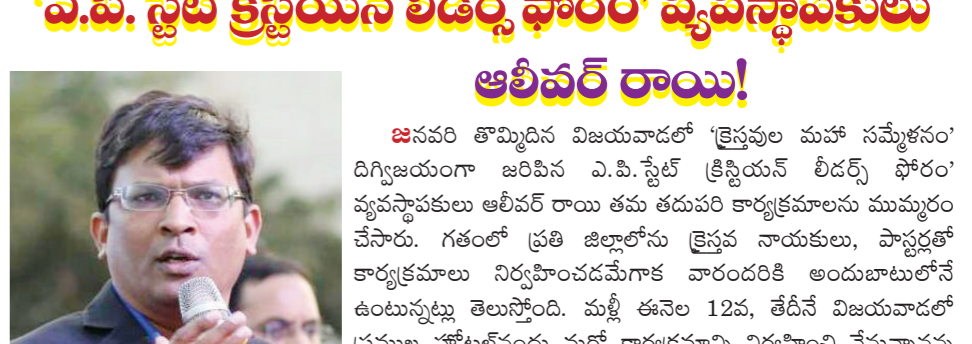 ‘ఎ.పి. స్టేట్ క్రిస్టియన్ లీడర్స్ ఫోరం’ వ్యవస్థాపకులు
ఆలీవర్ రాయి!
జనవరి తొమ్మిదిన విజయవాడలో ‘క్రైస్తవుల మహా సమ్మేళనం’
దిగ్విజయంగా జరిపిన ఎ.పి.స్టేట్ క్రిస్టియన్ లీడర్స్ ఫోరం’
వ్యవస్థాపకులు ఆలీవర్ రాయి తమ తదుపరి కార్యక్రమాలను ముమ్మరం
చేసారు. గతంలో ప్రతి జిల్లాలోను క్రైస్తవ నాయకులు, పాస్టర్లతో
కార్యక్రమాలు నిర్వహించడమేగాక వారందరికి అందుబాటులోనే
ఉంటున్నట్లు తెలుస్తోంది. మళ్లీ ఈనెల 12వ, తేదీనే విజయవాడలో